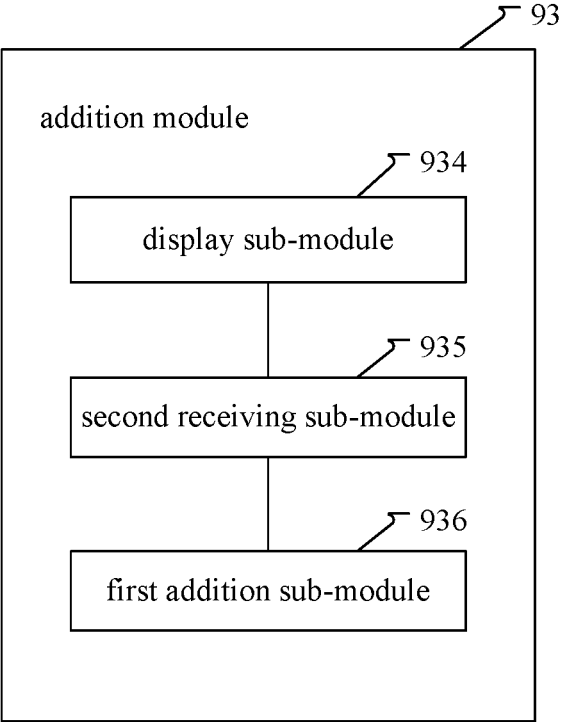 93
addition module
934
display sub-module
935
second receiving sub-module
936
first addition sub-module